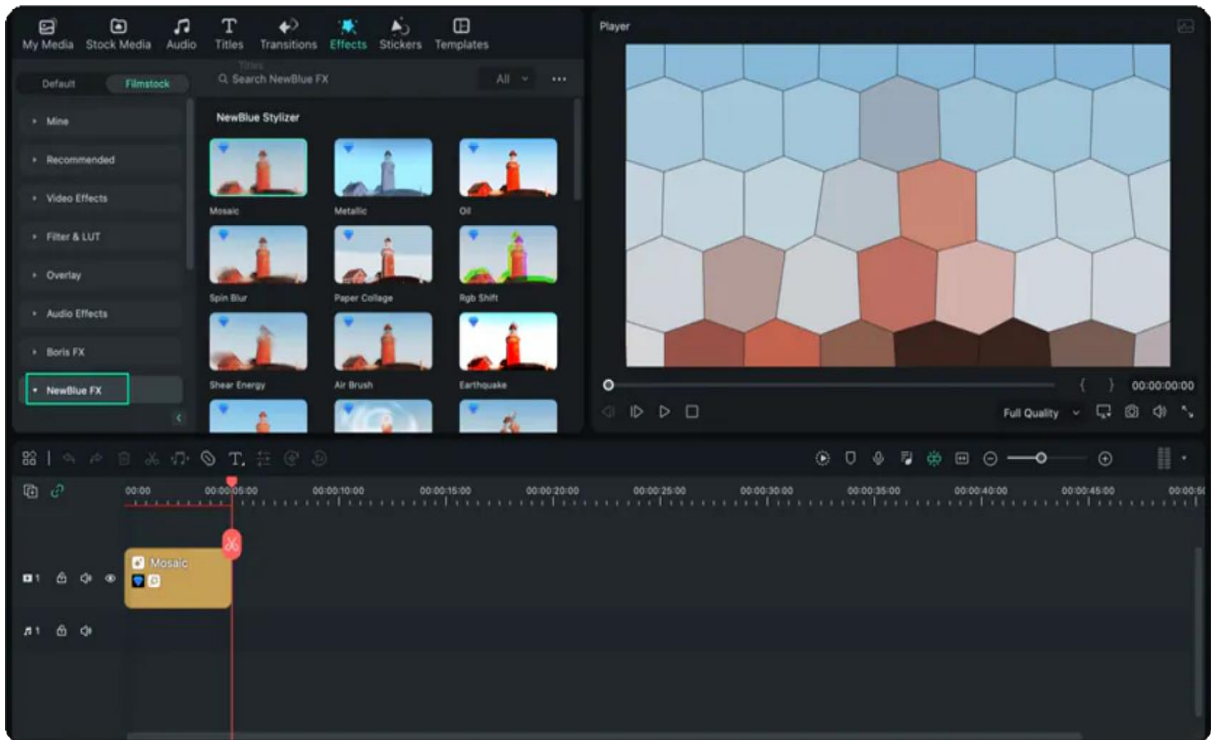 My Media Stock Media Audio Titles Transitions Effects Stickers Templates
Titles
Default Filmstock
Search NewBlue FX All
Mine
Recommended
Video Effects
Filter & LUT
Overlay
Audio Effects
Boris FX
NewBlue FX
NewBlue Stylizer
Mosaic Metallic Oil
Spin Blur Paper Collage Rgb Shift
Shear Energy Air Brush Earthquake
Player
{ } 00:00:00:00
Full Quality
00:00 00:00:05:00 00:00:10:00 00:00:15:00 00:00:20:00 00:00:25:00 00:00:30:00 00:00:35:00 00:00:40:00 00:00:45:00 00:00:50
Mosaic
1
1